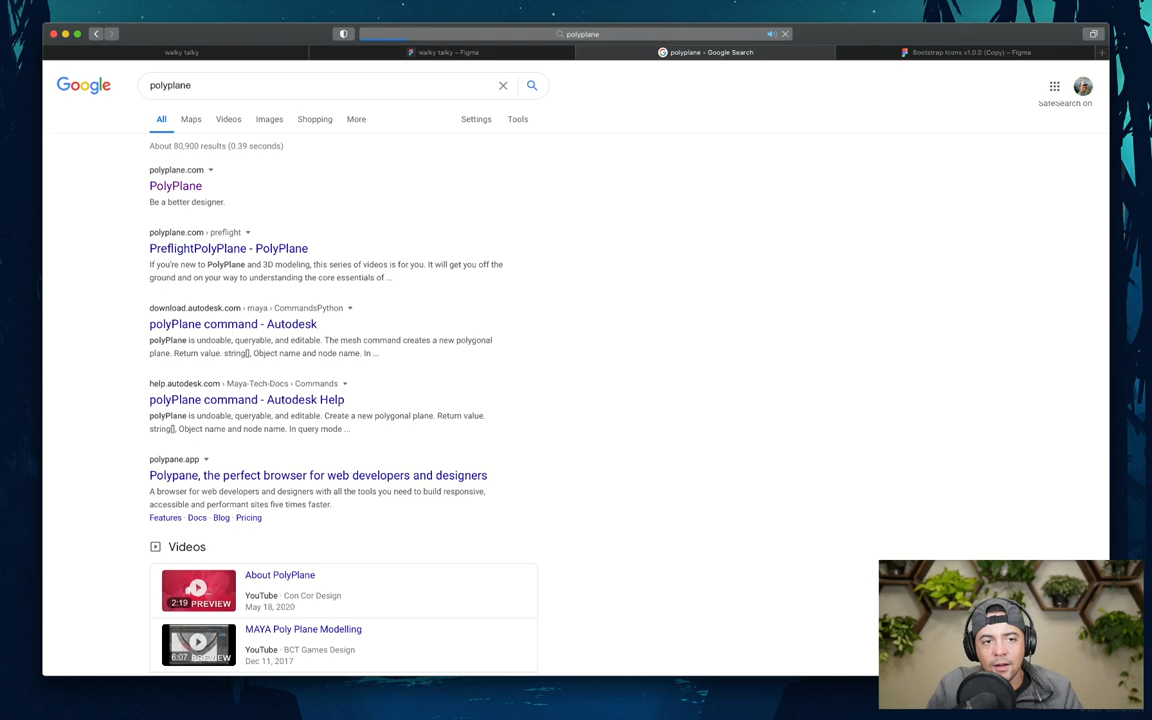 polyplane
walky talky
walky talky – Figma
polyplane - Google Search
Bootstrap Icons v1.0.0 (Copy) – Figma
Google
polyplane
SafeSearch on
All Maps Videos Images Shopping More Settings Tools
About 80,900 results (0.39 seconds)
polyplane.com
PolyPlane
Be a better designer.
polyplane.com › preflight
PreflightPolyPlane - PolyPlane
If you're new to PolyPlane and 3D modeling, this series of videos is for you. It will get you off the
ground and on your way to understanding the core essentials of ...
download.autodesk.com › maya › CommandsPython
polyPlane command - Autodesk
polyPlane is undoable, queryable, and editable. The mesh command creates a new polygonal
plane. Return value. string[], Object name and node name. In ...
help.autodesk.com › Maya-Tech-Docs › Commands
polyPlane command - Autodesk Help
polyPlane is undoable, queryable, and editable. Create a new polygonal plane. Return value.
string[], Object name and node name. In query mode ...
polypane.app
Polypane, the perfect browser for web developers and designers
A browser for web developers and designers with all the tools you need to build responsive,
accessible and performant sites five times faster.
Features · Docs · Blog · Pricing
Videos
About PolyPlane
2:19 PREVIEW
YouTube · Con Cor Design
May 18, 2020
MAYA Poly Plane Modelling
6:07 PREVIEW
YouTube · BCT Games Design
Dec 11, 2017